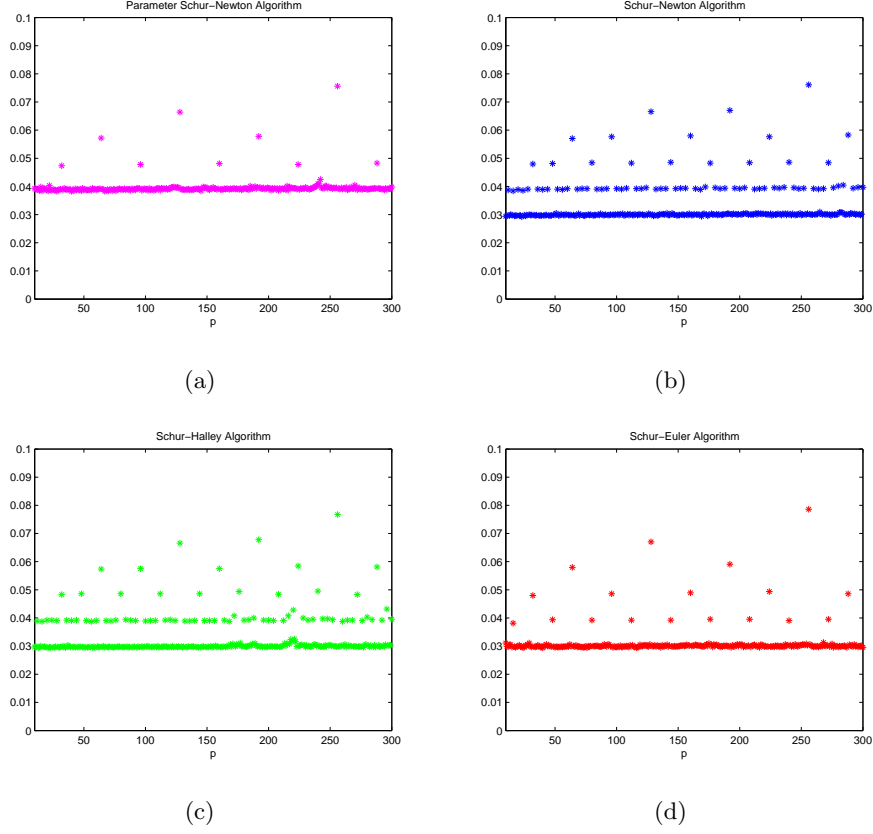 Parameter Schur−Newton Algorithm
0.1
0.09
0.08
0.07
0.06
0.05
0.04
0.03
0.02
0.01
0
50 100 150 200 250 300
p
(a)
Schur−Newton Algorithm
0.1
0.09
0.08
0.07
0.06
0.05
0.04
0.03
0.02
0.01
0
50 100 150 200 250 300
p
(b)
Schur−Halley Algorithm
0.1
0.09
0.08
0.07
0.06
0.05
0.04
0.03
0.02
0.01
0
50 100 150 200 250 300
p
(c)
Schur−Euler Algorithm
0.1
0.09
0.08
0.07
0.06
0.05
0.04
0.03
0.02
0.01
0
50 100 150 200 250 300
p
(d)